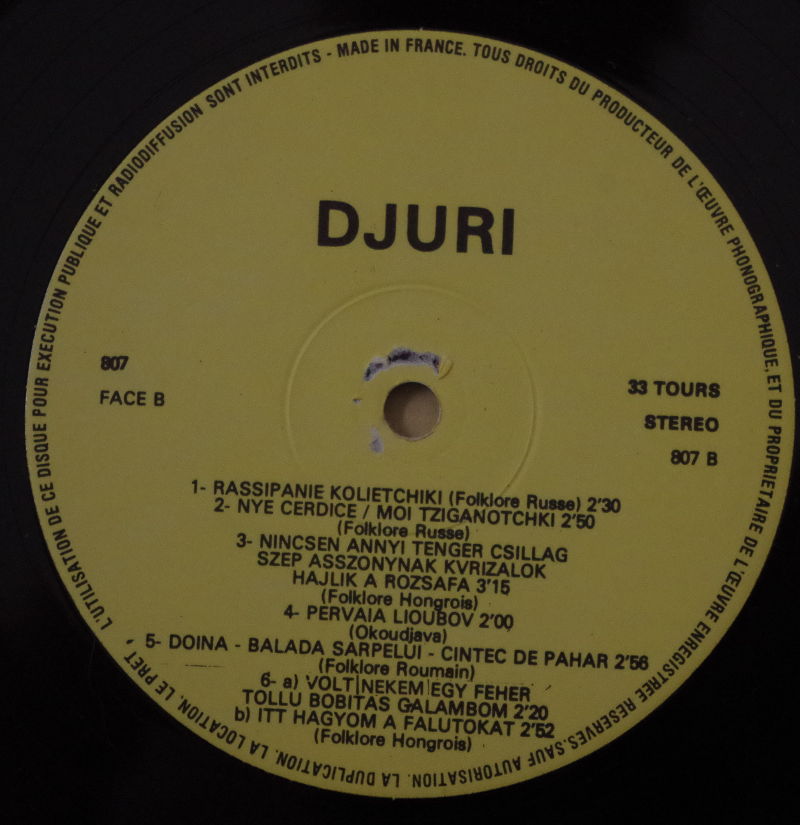 L'UTILISATION DE CE DISQUE POUR EXECUTION PUBLIQUE ET RADIODIFFUSION SONT INTERDITS - MADE IN FRANCE. TOUS DROITS DU PRODUCTEUR DE L'ŒUVRE PHONOGRAPHIQUE, ET DU PROPRIETAIRE DE L'ŒUVRE ENREGISTREE RESERVES. SAUF AUTORISATION. LA DUPLICATION. LA LOCATION. LE PRET
DJURI
807
FACE B
33 TOURS
STEREO
807 B
1- RASSIPANIE KOLIETCHIKI (Folklore Russe) 2'30
2- NYE CERDICE / MOI TZIGANOTCHKI 2'50
(Folklore Russe)
3- NINCSEN ANNYI TENGER CSILLAG
SZEP ASSZONYNAK KVRIZALOK
HAJLIK A ROZSAFA 3'15
(Folklore Hongrois)
4- PERVAIA LIOUBOV 2'00
(Okoudjava)
5- DOINA - BALADA SARPELUI - CINTEC DE PAHAR 2'56
(Folklore Roumain)
6- a) VOLT NEKEM EGY FEHER
TOLLU BOBITAS GALAMBOM 2'20
b) ITT HAGYOM A FALUTOKAT 2'52
(Folklore Hongrois)